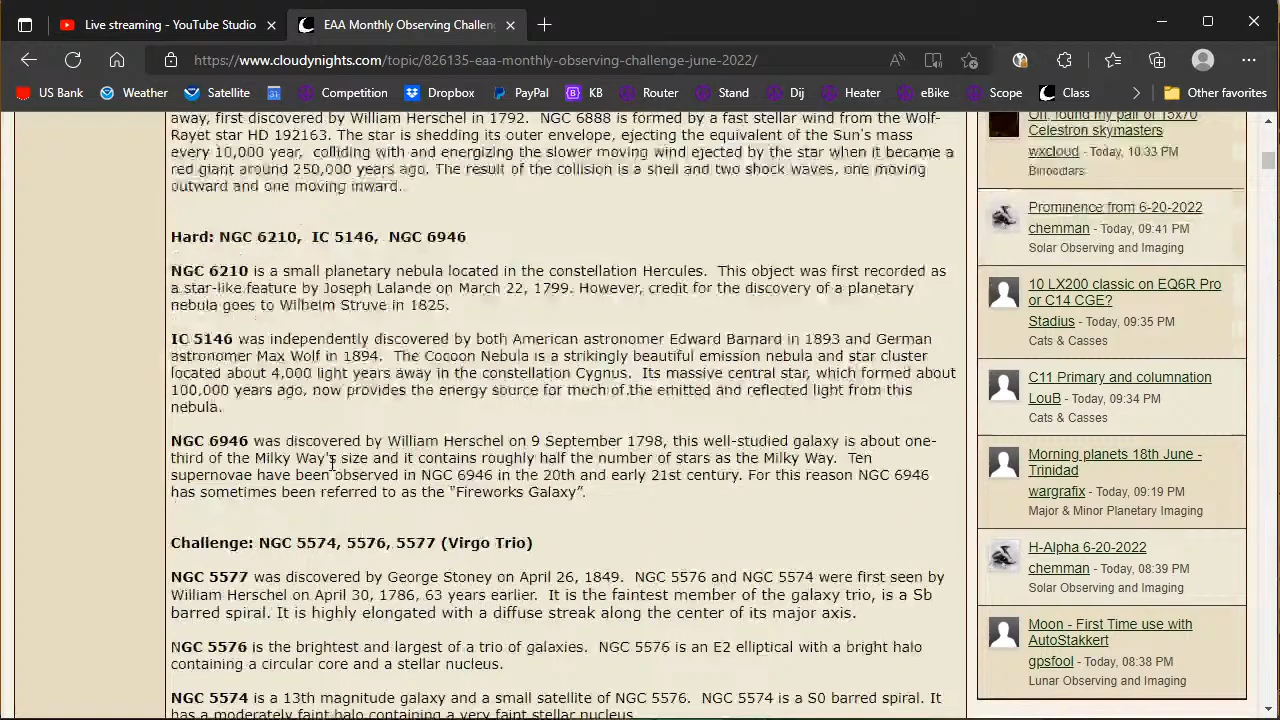 Live streaming - YouTube Studio
EAA Monthly Observing Challen
https://www.cloudynights.com/topic/826135-eaa-monthly-observing-challenge-june-2022/
US Bank Weather Satellite Competition Dropbox PayPal KB Router Stand Dij Heater eBike Scope Class Other favorites
away, first discovered by William Herschel in 1792. NGC 6888 is formed by a fast stellar wind from the Wolf-
Rayet star HD 192163. The star is shedding its outer envelope, ejecting the equivalent of the Sun's mass
every 10,000 year, colliding with and energizing the slower moving wind ejected by the star when it became a
red giant around 250,000 years ago. The result of the collision is a shell and two shock waves, one moving
outward and one moving inward.
Hard: NGC 6210, IC 5146, NGC 6946
NGC 6210 is a small planetary nebula located in the constellation Hercules. This object was first recorded as
a star-like feature by Joseph Lalande on March 22, 1799. However, credit for the discovery of a planetary
nebula goes to Wilhelm Struve in 1825.
IC 5146 was independently discovered by both American astronomer Edward Barnard in 1893 and German
astronomer Max Wolf in 1894. The Cocoon Nebula is a strikingly beautiful emission nebula and star cluster
located about 4,000 light years away in the constellation Cygnus. Its massive central star, which formed about
100,000 years ago, now provides the energy source for much of the emitted and reflected light from this
nebula.
NGC 6946 was discovered by William Herschel on 9 September 1798, this well-studied galaxy is about one-
third of the Milky Way's size and it contains roughly half the number of stars as the Milky Way. Ten
supernovae have been observed in NGC 6946 in the 20th and early 21st century. For this reason NGC 6946
has sometimes been referred to as the "Fireworks Galaxy”.
Challenge: NGC 5574, 5576, 5577 (Virgo Trio)
NGC 5577 was discovered by George Stoney on April 26, 1849. NGC 5576 and NGC 5574 were first seen by
William Herschel on April 30, 1786, 63 years earlier. It is the faintest member of the galaxy trio, is a Sb
barred spiral. It is highly elongated with a diffuse streak along the center of its major axis.
NGC 5576 is the brightest and largest of a trio of galaxies. NGC 5576 is an E2 elliptical with a bright halo
containing a circular core and a stellar nucleus.
NGC 5574 is a 13th magnitude galaxy and a small satellite of NGC 5576. NGC 5574 is a S0 barred spiral. It
has a moderately faint halo containing a very faint stellar nucleus.
Oh, found my pair of 15x70
Celestron skymasters
wxcloud - Today, 10:33 PM
Binoculars
Prominence from 6-20-2022
chemman - Today, 09:41 PM
Solar Observing and Imaging
10 LX200 classic on EQ6R Pro
or C14 CGE?
Stadius - Today, 09:35 PM
Cats & Casses
C11 Primary and columnation
LouB - Today, 09:34 PM
Cats & Casses
Morning planets 18th June -
Trinidad
wargrafix - Today, 09:19 PM
Major & Minor Planetary Imaging
H-Alpha 6-20-2022
chemman - Today, 08:39 PM
Solar Observing and Imaging
Moon - First Time use with
AutoStakkert
gpsfool - Today, 08:38 PM
Lunar Observing and Imaging